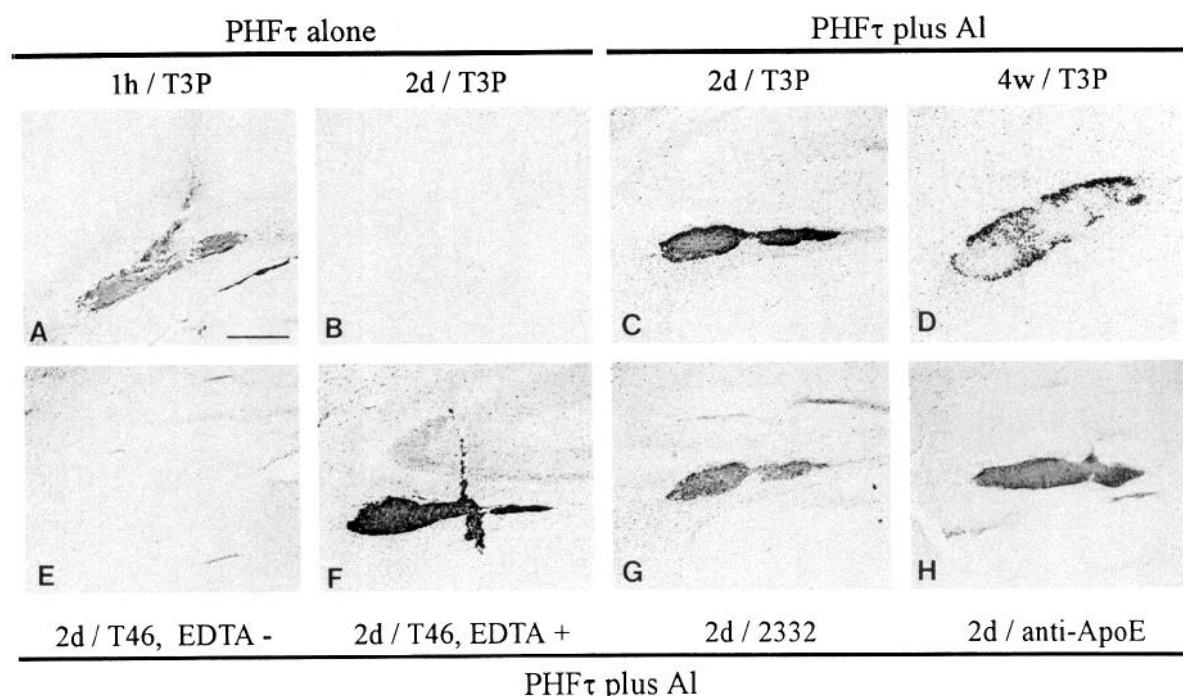 PHFτ alone PHFτ plus Al
1h / T3P 2d / T3P 2d / T3P 4w / T3P
A B C D
E F G H
2d / T46, EDTA - 2d / T46, EDTA + 2d / 2332 2d / anti-ApoE
PHFτ plus Al